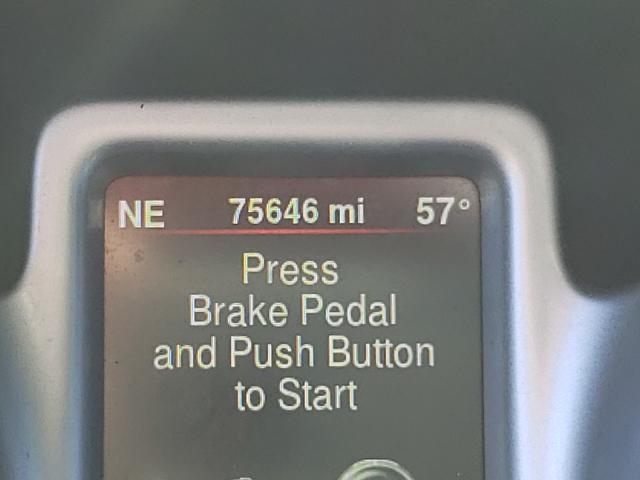 NE 75646 mi 57°
Press
Brake Pedal
and Push Button
to Start